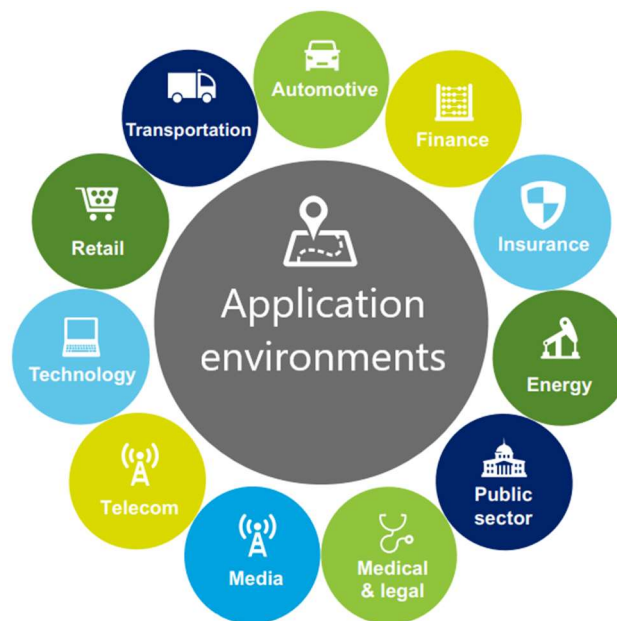 Application
environments
Automotive
Finance
Insurance
Energy
Public
sector
Medical
& legal
Media
Telecom
Technology
Retail
Transportation